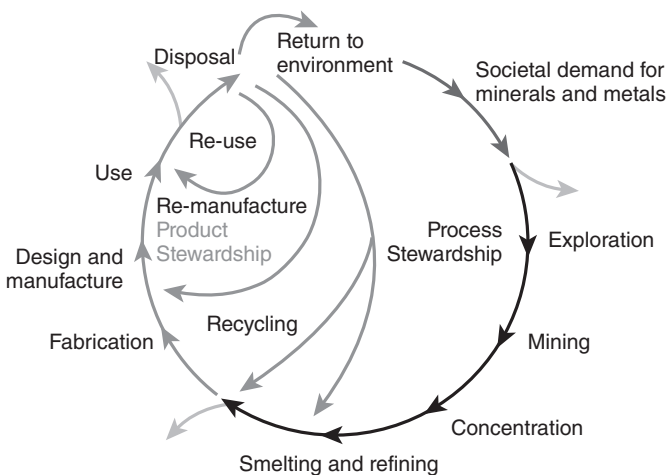 Disposal
Return to
environment
Societal demand for
minerals and metals
Re-use
Use
Re-manufacture
Product
Stewardship
Process
Stewardship
Exploration
Design and
manufacture
Recycling
Fabrication
Mining
Concentration
Smelting and refining